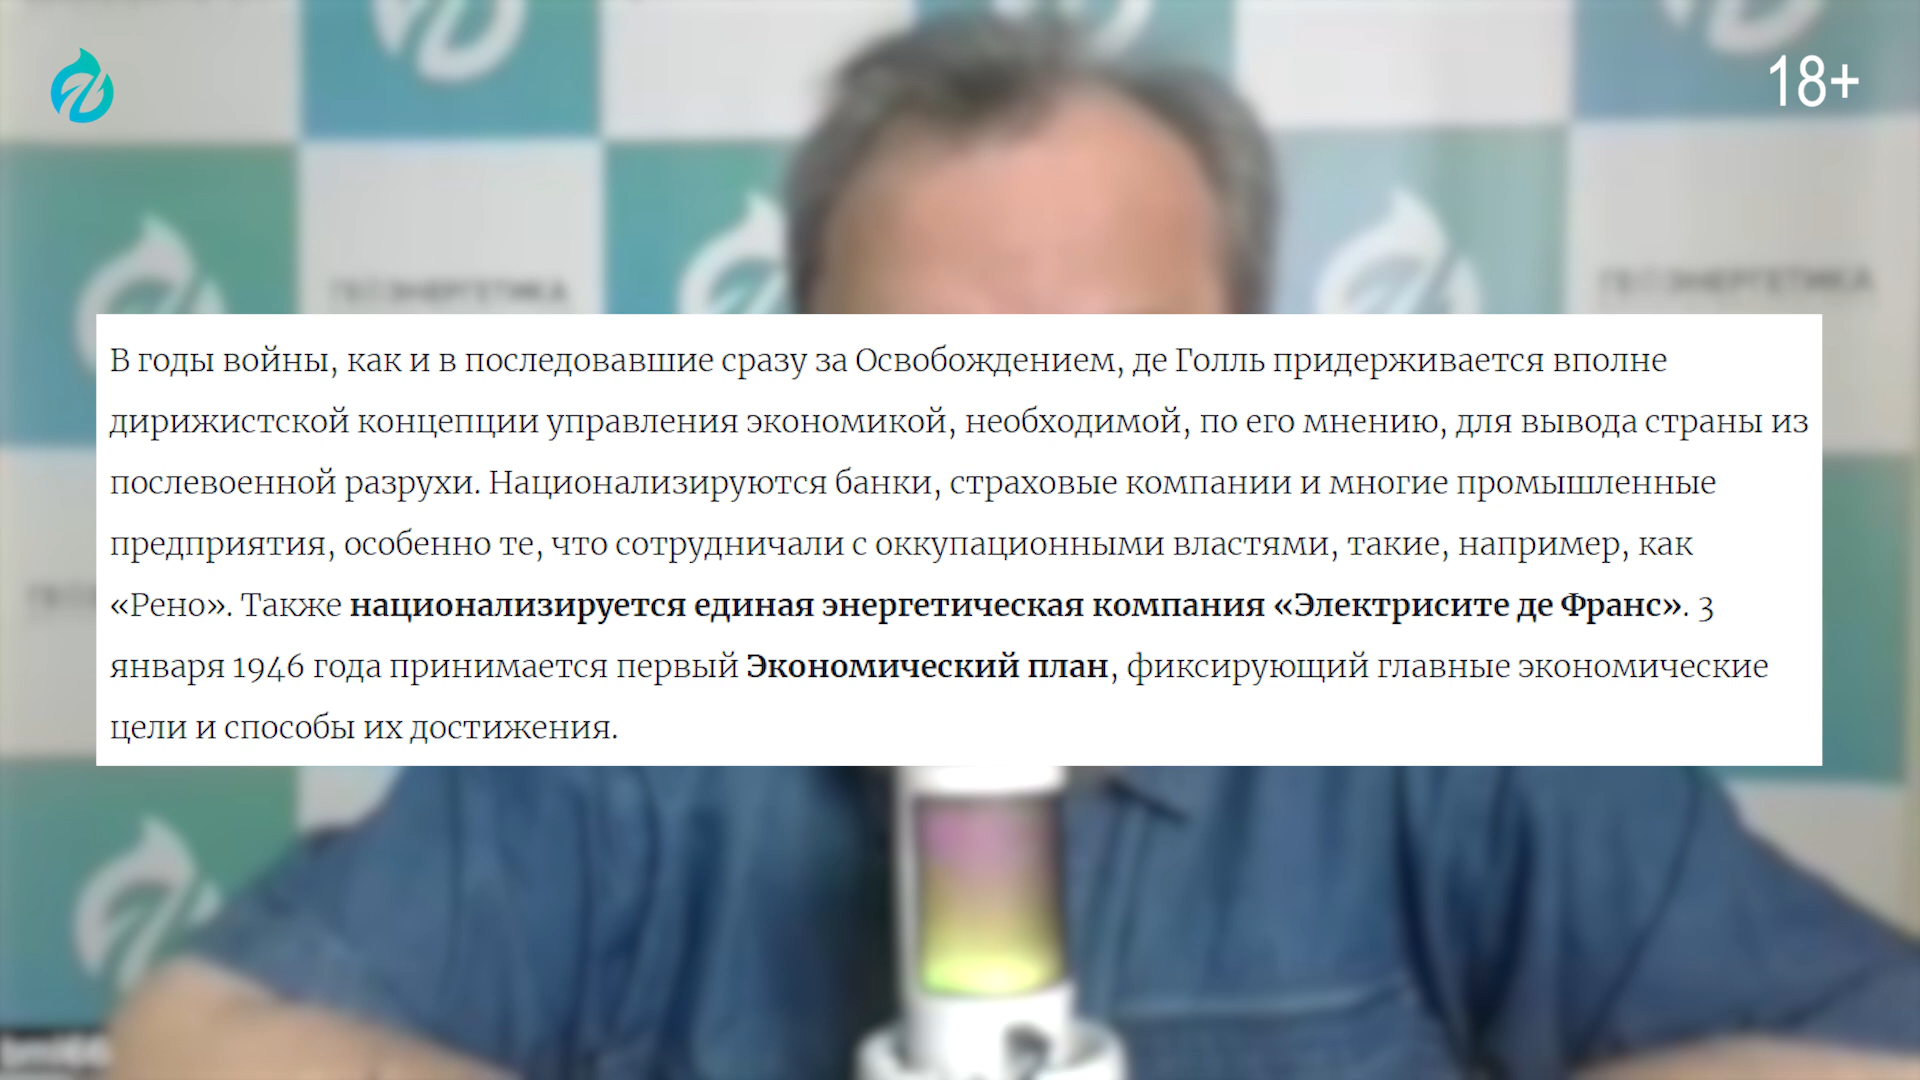 18+
ГЕОЭНЕРГЕТИКА
ГЕОЭНЕРГЕТИКА
В годы войны, как и в последовавшие сразу за Освобождением, де Голль придерживается вполне
дирижистской концепции управления экономикой, необходимой, по его мнению, для вывода страны из
послевоенной разрухи. Национализируются банки, страховые компании и многие промышленные
предприятия, особенно те, что сотрудничали с оккупационными властями, такие, например, как
«Рено». Также национализируется единая энергетическая компания «Электрисите де Франс». 3
января 1946 года принимается первый Экономический план, фиксирующий главные экономические
цели и способы их достижения.